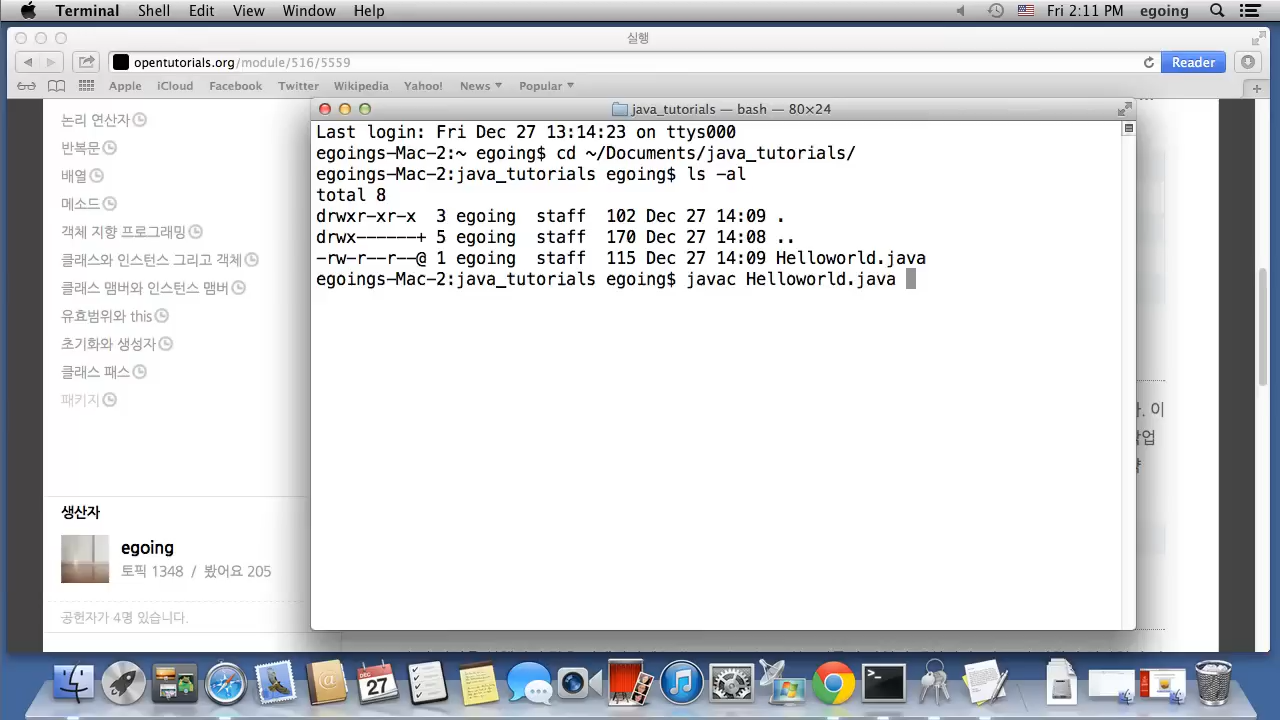 Terminal Shell Edit View Window Help Fri 2:11 PM egoing
실행
opentutorials.org/module/516/5559 Reader
Apple iCloud Facebook Twitter Wikipedia Yahoo! News Popular
논리 연산자
반복문
배열
메소드
객체 지향 프로그래밍
클래스와 인스턴스 그리고 객체
클래스 맴버와 인스턴스 맴버
유효범위와 this
초기화와 생성자
클래스 패스
패키지
생산자
egoing
토픽 1348 / 봤어요 205
공헌자가 4명 있습니다.
java_tutorials — bash — 80×24
Last login: Fri Dec 27 13:14:23 on ttys000
egoings-Mac-2:~ egoing$ cd ~/Documents/java_tutorials/
egoings-Mac-2:java_tutorials egoing$ ls -al
total 8
drwxr-xr-x 3 egoing staff 102 Dec 27 14:09 .
drwx------+ 5 egoing staff 170 Dec 27 14:08 ..
-rw-r--r--@ 1 egoing staff 115 Dec 27 14:09 Helloworld.java
egoings-Mac-2:java_tutorials egoing$ javac Helloworld.java
. 이
작업
DEC
27